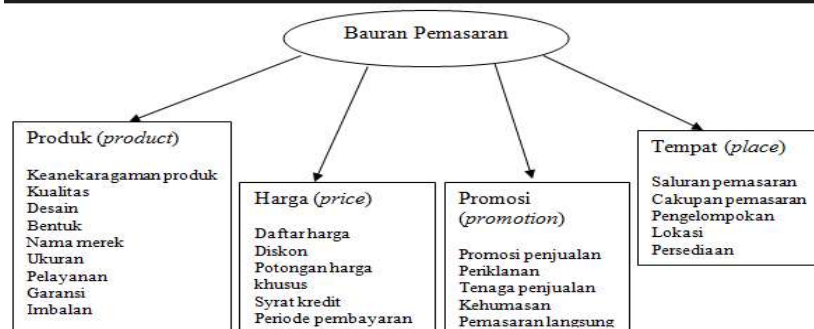 Bauran Pemasaran
Produk (product)
Keanekaragaman produk
Kualitas
Desain
Bentuk
Nama merek
Ukuran
Pelayanan
Garansi
Imbalan
Harga (price)
Daftar harga
Diskon
Potongan harga
khusus
Syrat kredit
Periode pembayaran
Promosi
(promotion)
Promosi penjualan
Periklanan
Tenaga penjualan
Kehumasan
Pemasaran langsung
Tempat (place)
Saluran pemasaran
Cakupan pemasaran
Pengelompokan
Lokasi
Persediaan